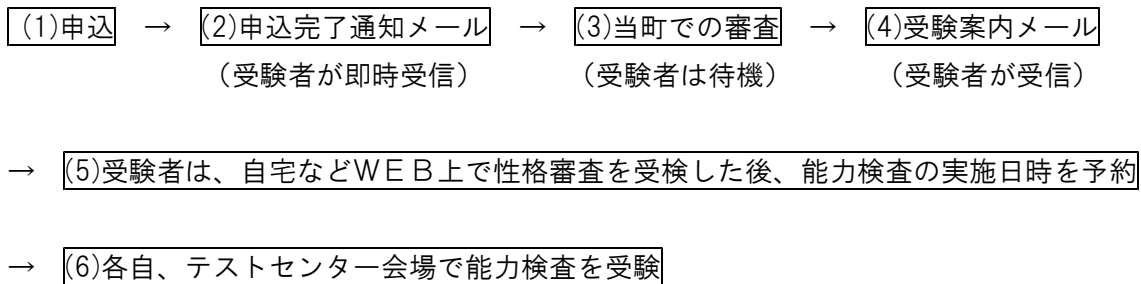 (1)申込 → (2)申込完了通知メール → (3)当町での審査 → (4)受験案内メール
（受験者が即時受信） （受験者は待機） （受験者が受信）
→ (5)受験者は、自宅などＷＥＢ上で性格審査を受検した後、能力検査の実施日時を予約
→ (6)各自、テストセンター会場で能力検査を受験